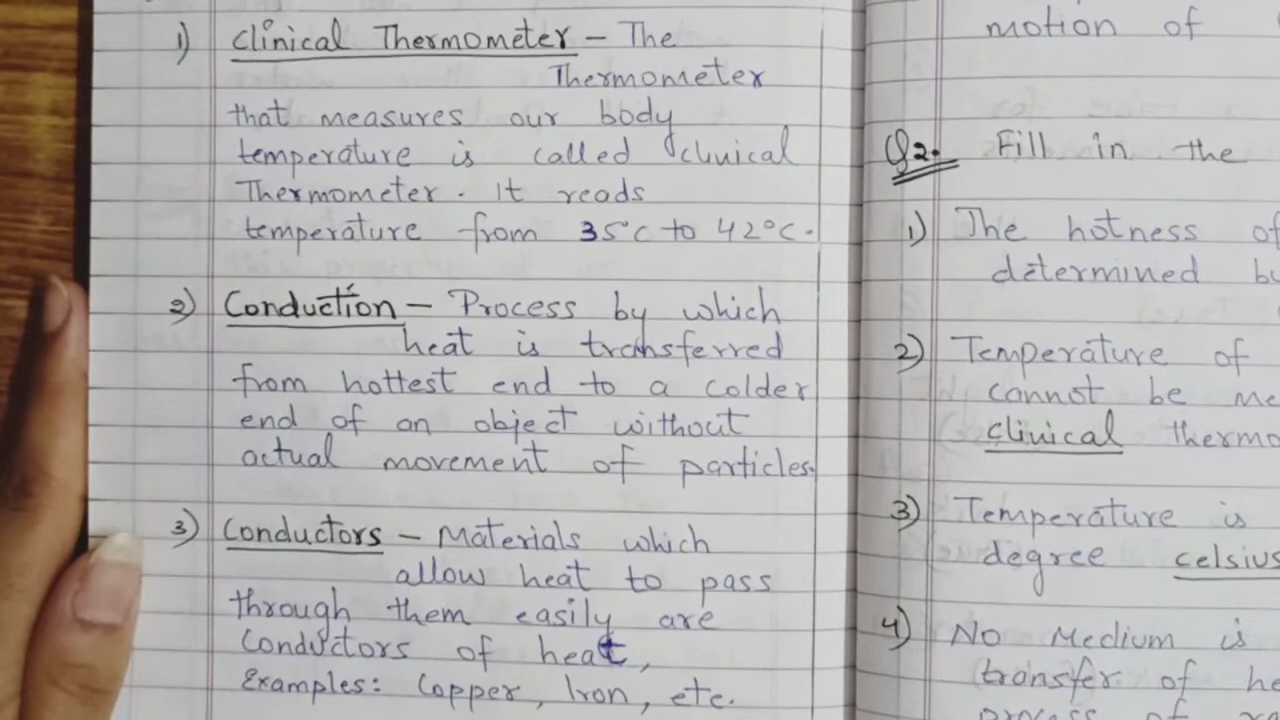 1) Clinical Thermometer - The
Thermometer
that measures our body
temperature is called clinical
Thermometer. It reads
temperature from 35°C to 42°C.
2) Conduction - Process by which
heat is transferred
from hottest end to a colder
end of an object without
actual movement of particles.
3) Conductors - Materials which
allow heat to pass
through them easily are
conductors of heat,
Examples: Copper, Iron, etc.
motion of
Q2. Fill in the
1) The hotness of
determined
2) Temperature of
cannot be
clinical
3) Temperature is
degree celsius
4) No Medium is
transfer of
process of